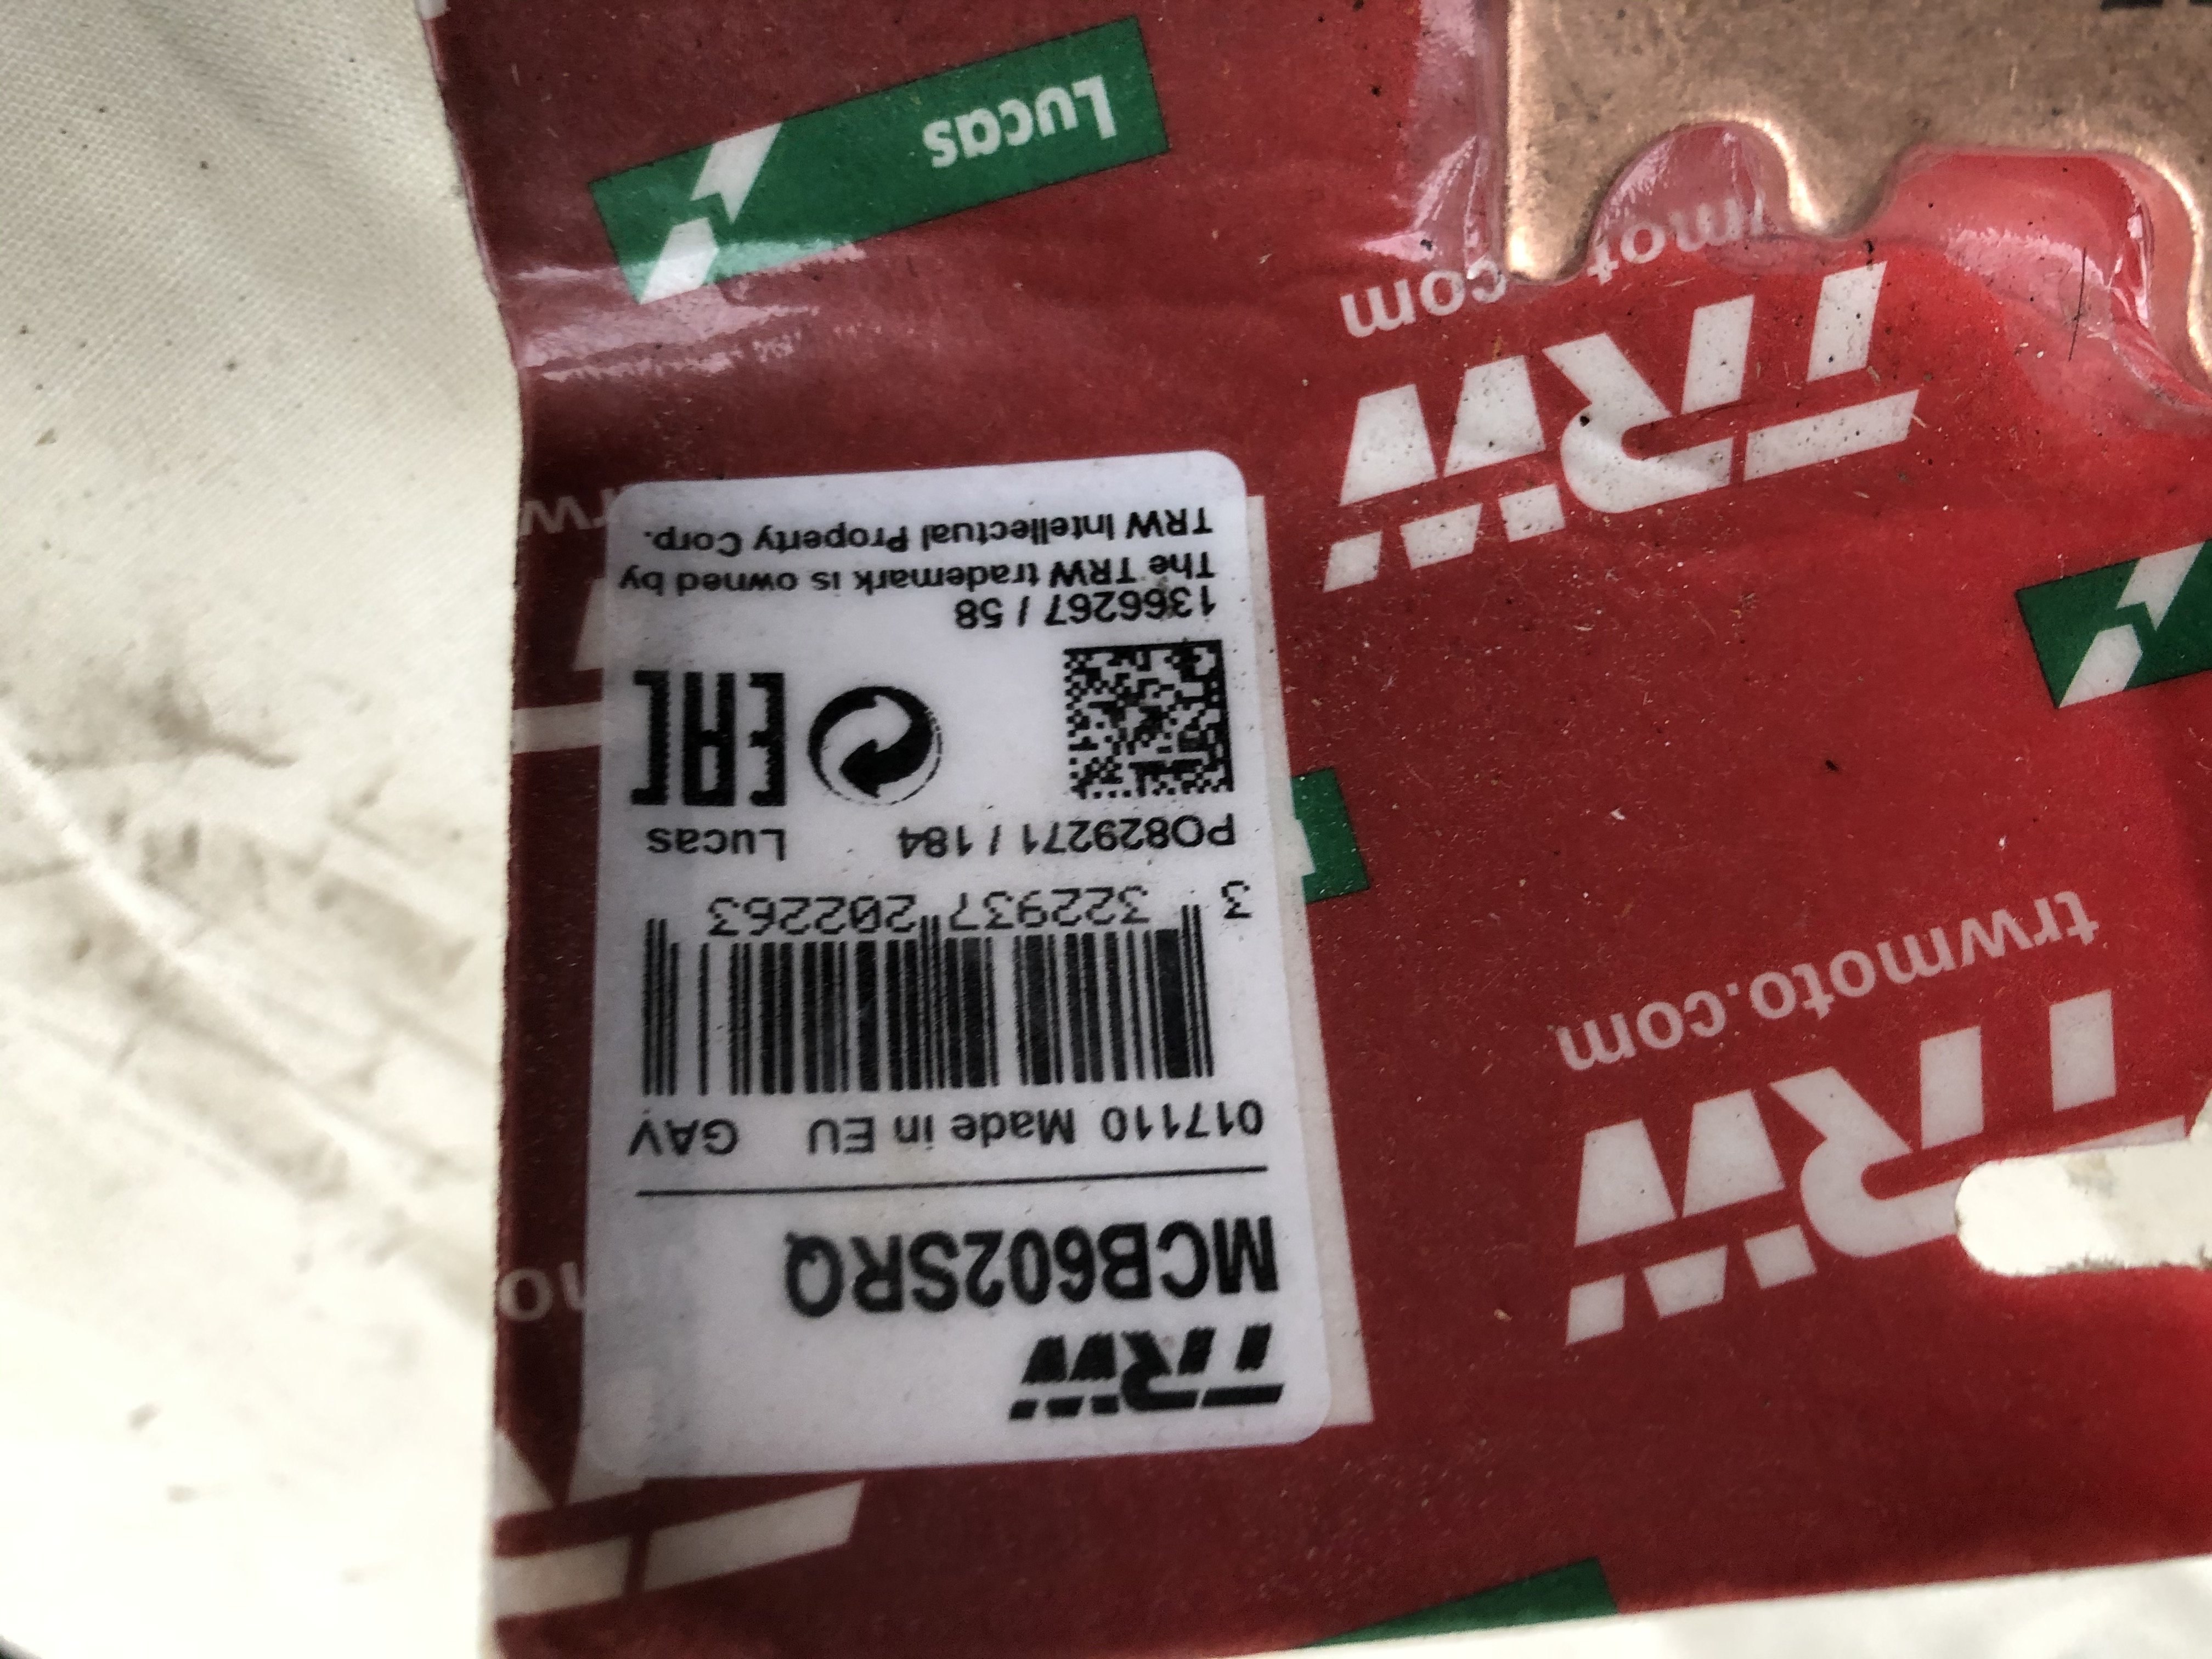 TRW
MCB602SRQ
017110 Made in EU GAV
3 322937 202263
PO829271 / 184 Lucas
EAC
1366267 / 58
The TRW trademark is owned by
TRW Intellectual Property Corp.
TRW
trwmoto.com
TRW
.com
Lucas